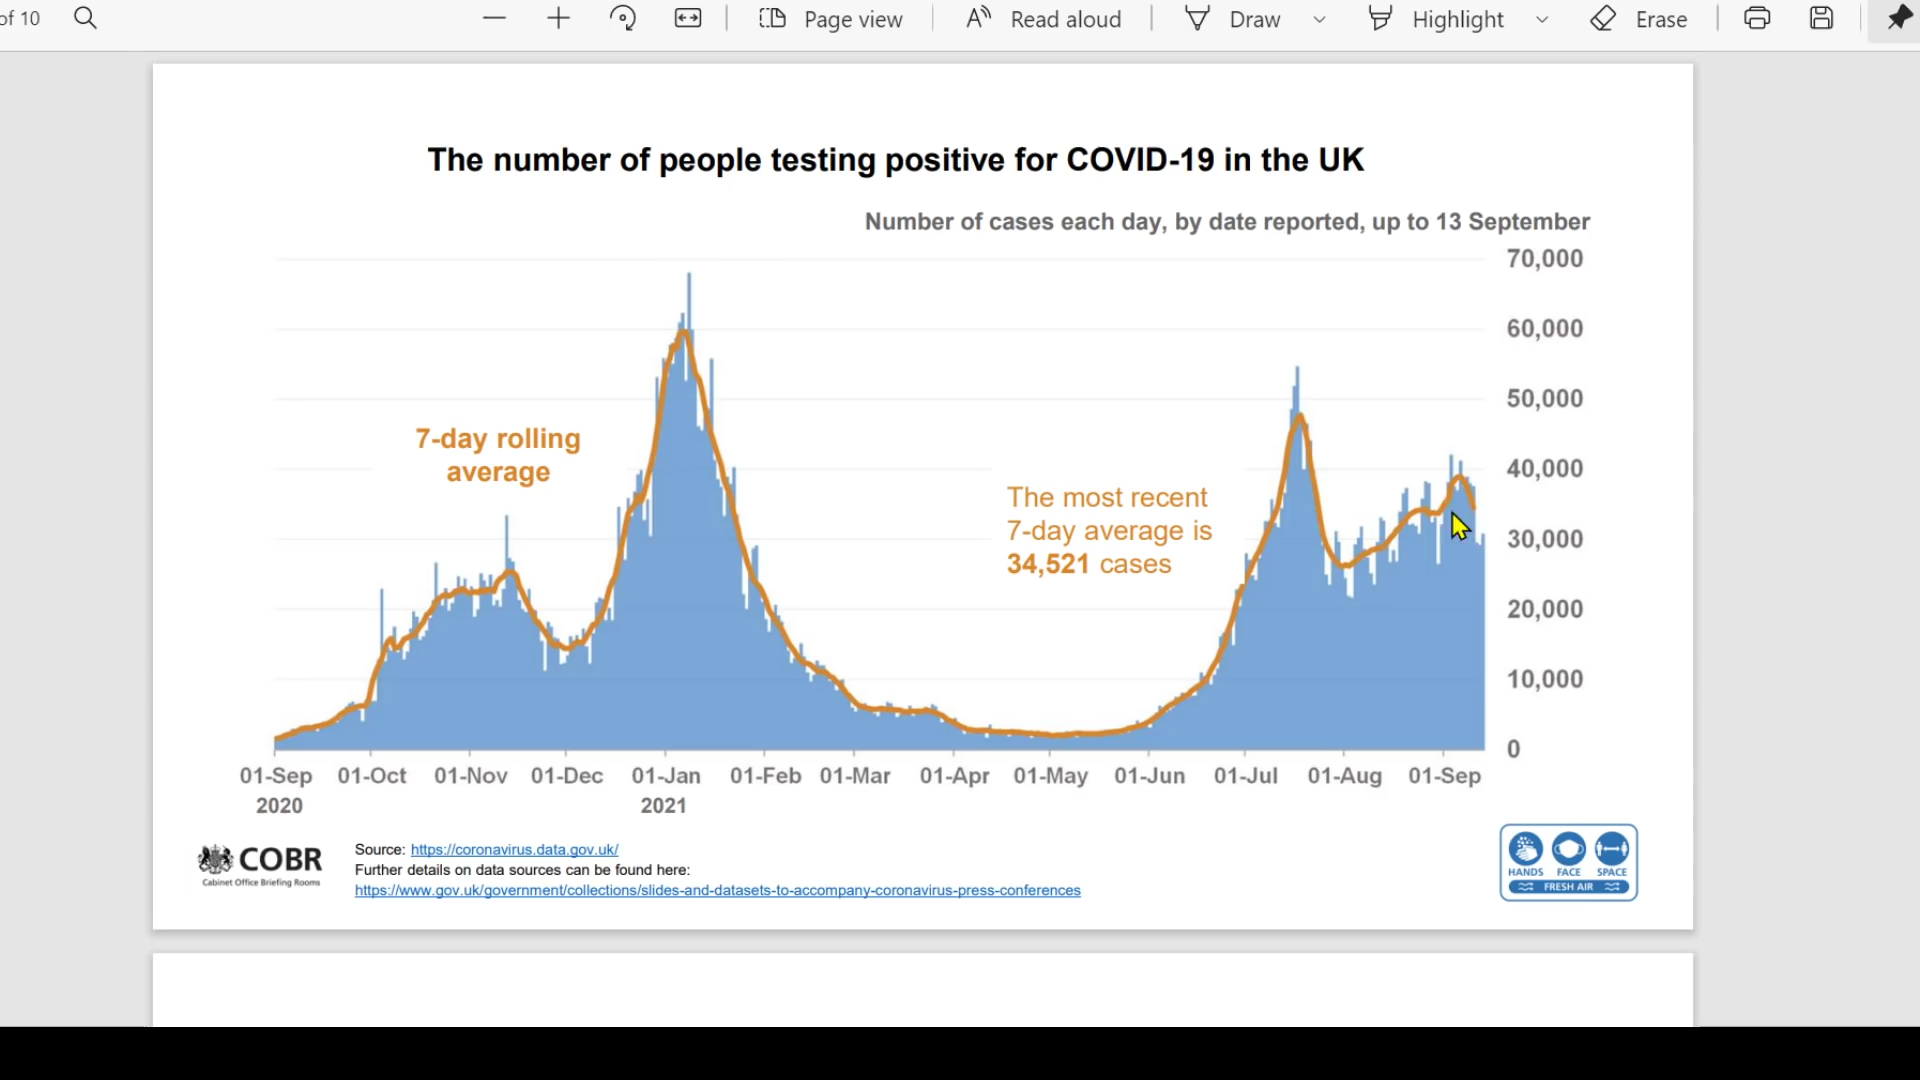 of 10
Page view
Read aloud
Draw
Highlight
Erase
The number of people testing positive for COVID-19 in the UK
Number of cases each day, by date reported, up to 13 September
70,000
60,000
50,000
40,000
30,000
20,000
10,000
0
7-day rolling
average
The most recent
7-day average is
34,521 cases
01-Sep 01-Oct 01-Nov 01-Dec 01-Jan 01-Feb 01-Mar 01-Apr 01-May 01-Jun 01-Jul 01-Aug 01-Sep
2020 2021
COBR
Cabinet Office Briefing Rooms
Source: https://coronavirus.data.gov.uk/
Further details on data sources can be found here:
https://www.gov.uk/government/collections/slides-and-datasets-to-accompany-coronavirus-press-conferences
HANDS FACE SPACE
FRESH AIR